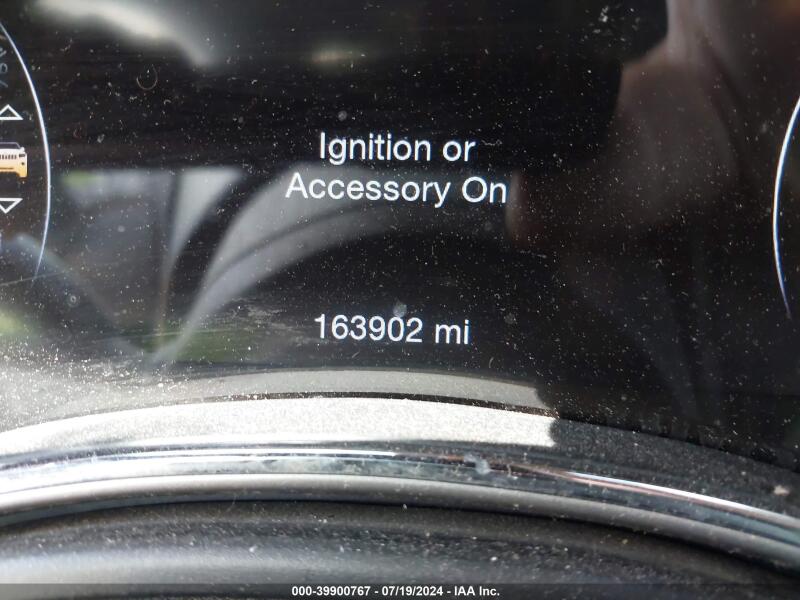 Ignition or
Accessory On
163902 mi
000-39900767 - 07/19/2024 - IAA Inc.